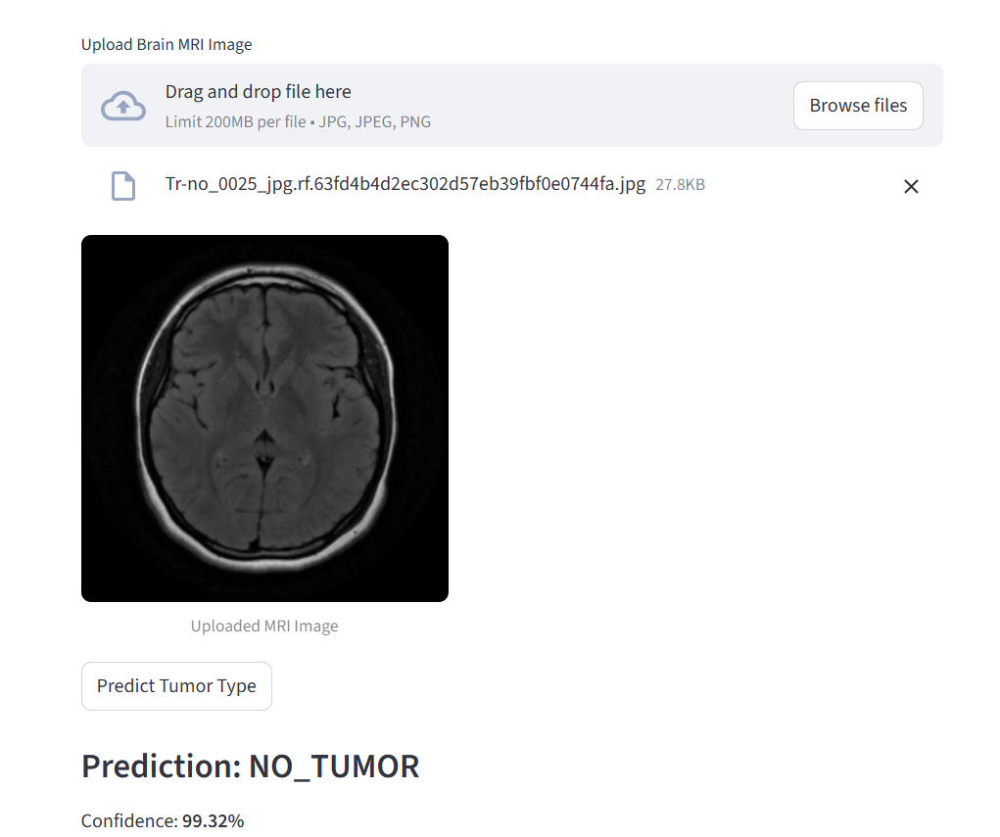 Upload Brain MRI Image
Drag and drop file here
Limit 200MB per file • JPG, JPEG, PNG
Browse files
Tr-no_0025_jpg.rf.63fd4b4d2ec302d57eb39fbf0e0744fa.jpg 27.8KB
Uploaded MRI Image
Predict Tumor Type
Prediction: NO_TUMOR
Confidence: 99.32%